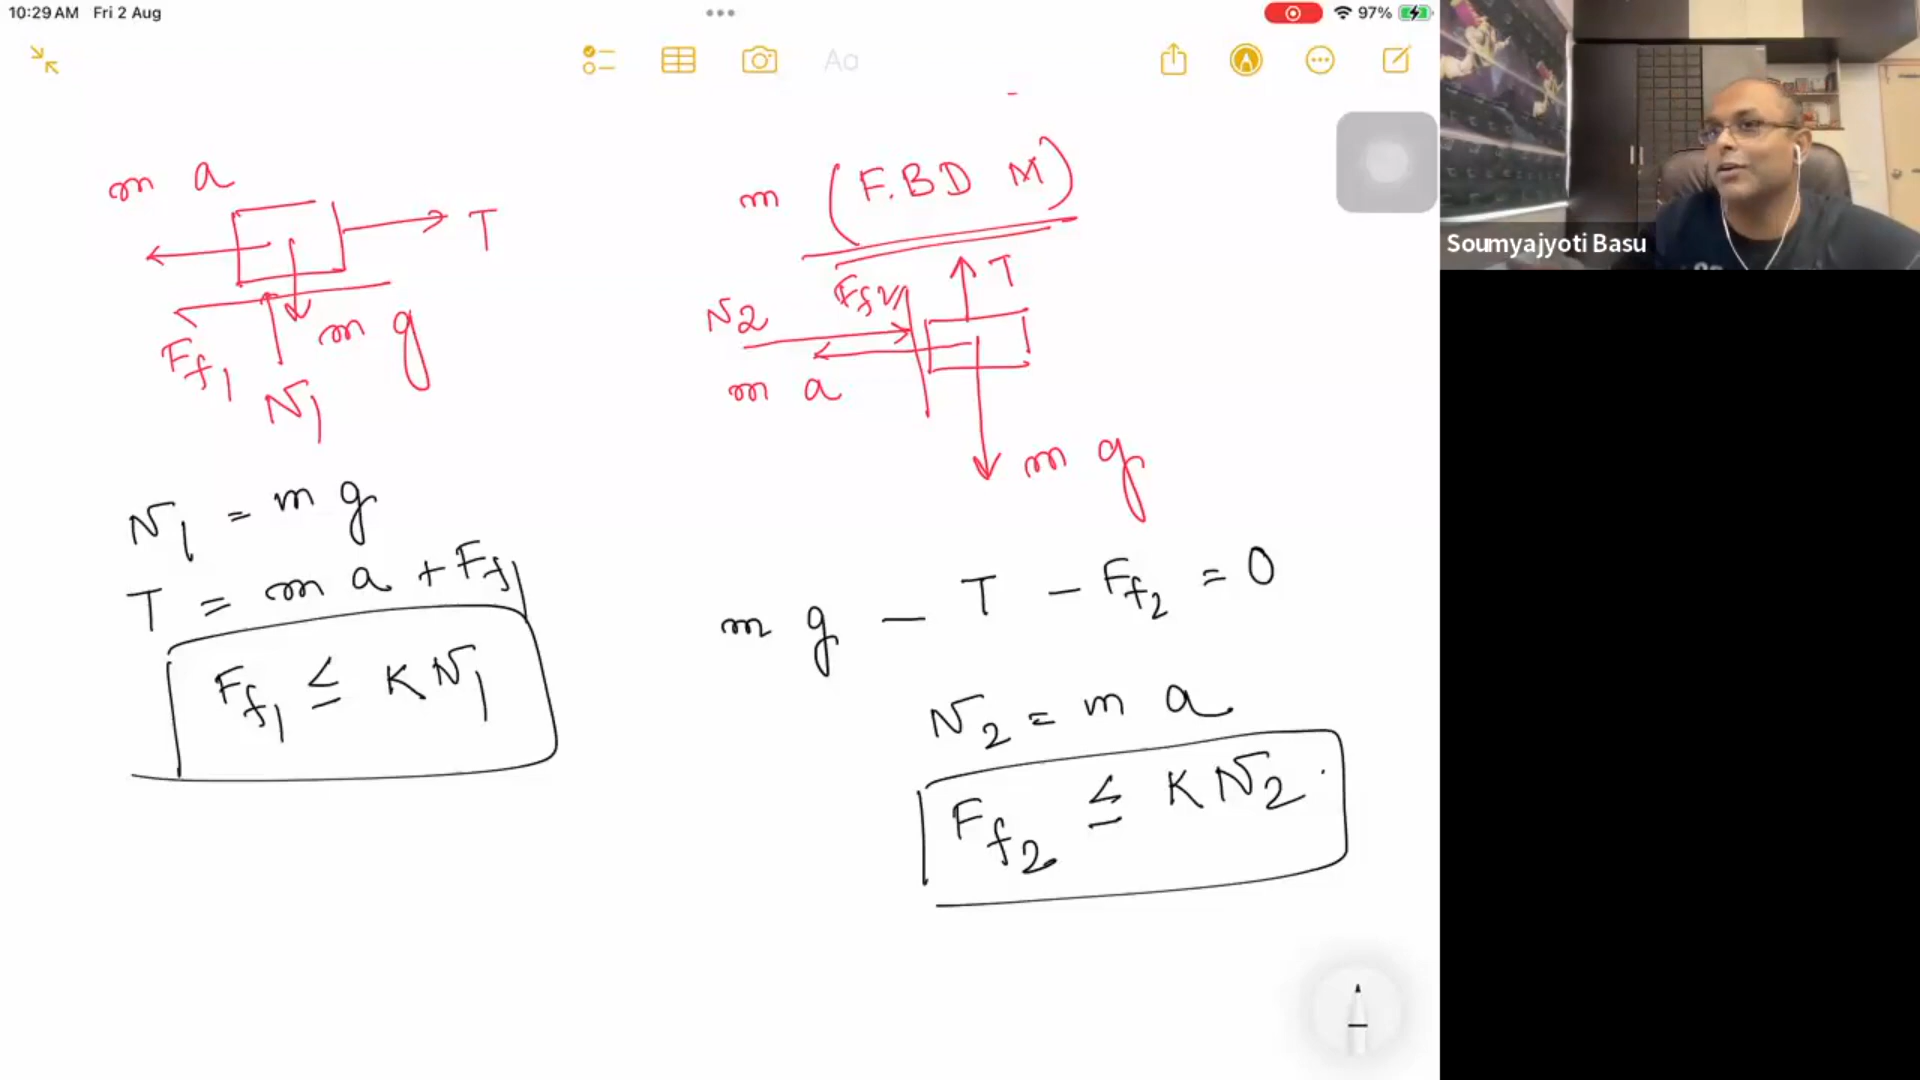 10:29 AM Fri 2 Aug
97%
Aa
Soumyajyoti Basu
m a
T
m g
Ff1
N1
N1 = m g
T = m a + Ff1
Ff1 ≤ K N1
m (F.B D M)
T
Ff2
N2
m a
m g
m g - T - Ff2 = 0
N2 = m a
Ff2 ≤ K N2